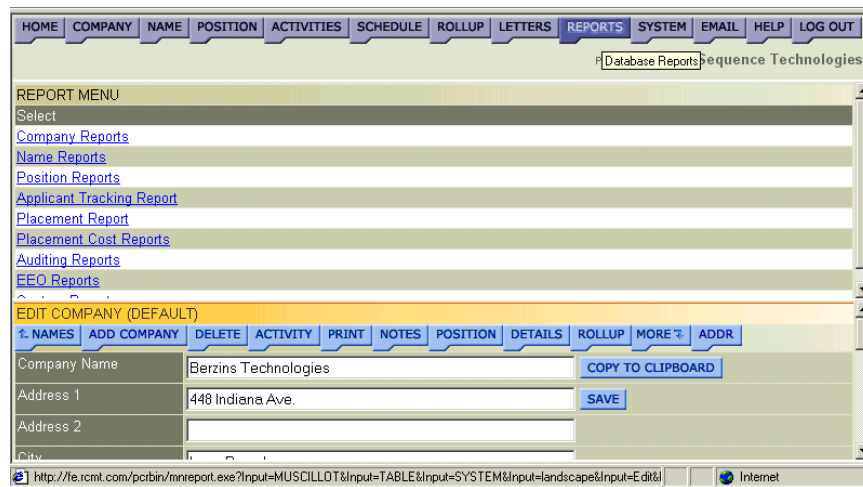 HOME COMPANY NAME POSITION ACTIVITIES SCHEDULE ROLLUP LETTERS REPORTS SYSTEM EMAIL HELP LOG OUT
Database Reports Sequence Technologies
REPORT MENU
Select
Company Reports
Name Reports
Position Reports
Applicant Tracking Report
Placement Report
Placement Cost Reports
Auditing Reports
EEO Reports
EDIT COMPANY (DEFAULT)
NAMES ADD COMPANY DELETE ACTIVITY PRINT NOTES POSITION DETAILS ROLLUP MORE ADDR
Company Name Berzins Technologies COPY TO CLIPBOARD
Address 1 448 Indiana Ave. SAVE
Address 2
City
http://fe.rcmt.com/pcrbin/mnreport.exe?Input=MUSCILLOT&Input=TABLE&Input=SYSTEM&Input=landscape&Input=Edit& Internet